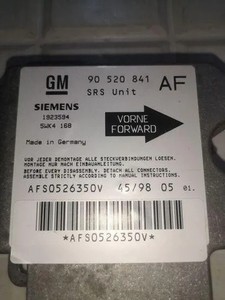 GM 90 520 841 AF
SRS Unit
SIEMENS
1923594
5WK4 168
Made in Germany
VORNE
FORWARD
VOR JEDER DEMONTAGE ALLE STECKVERBINDUNGEN LOESEN.
MONTAGE NUR NACH EINBAUANLEITUNG.
BEFORE EVERY DISASSEMBLY, DETACH ALL CONNECTORS.
ASSEMBLY STRICTLY ACCORDING TO MANUAL INSTRUCTIONS.
AFS0526350V 45/98 05 01.
*AFS0526350V*